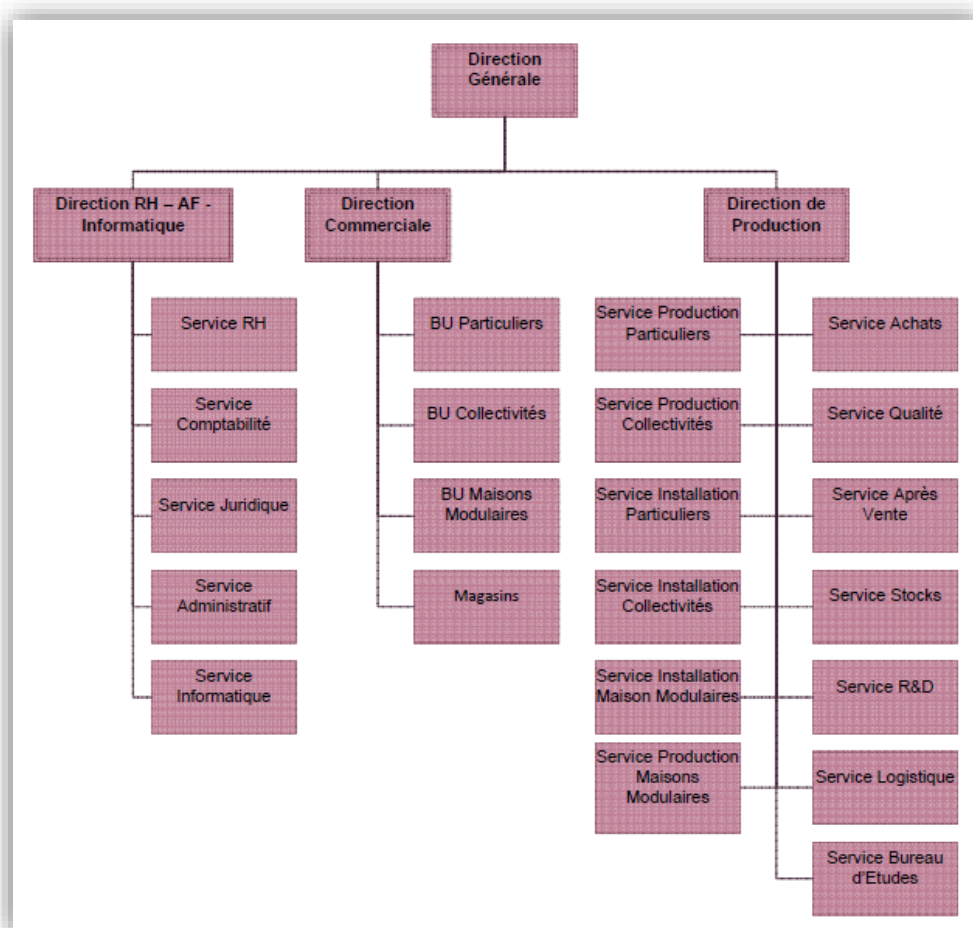 Direction
Générale
Direction RH – AF -
Informatique
Direction
Commerciale
Direction de
Production
Service RH
Service
Comptabilité
Service Juridique
Service
Administratif
Service
Informatique
BU Particuliers
BU Collectivités
BU Maisons
Modulaires
Magasins
Service Production
Particuliers
Service Production
Collectivités
Service Installation
Particuliers
Service Installation
Collectivités
Service Installation
Maison Modulaires
Service Production
Maisons
Modulaires
Service Achats
Service Qualité
Service Après
Vente
Service Stocks
Service R&D
Service Logistique
Service Bureau
d'Etudes